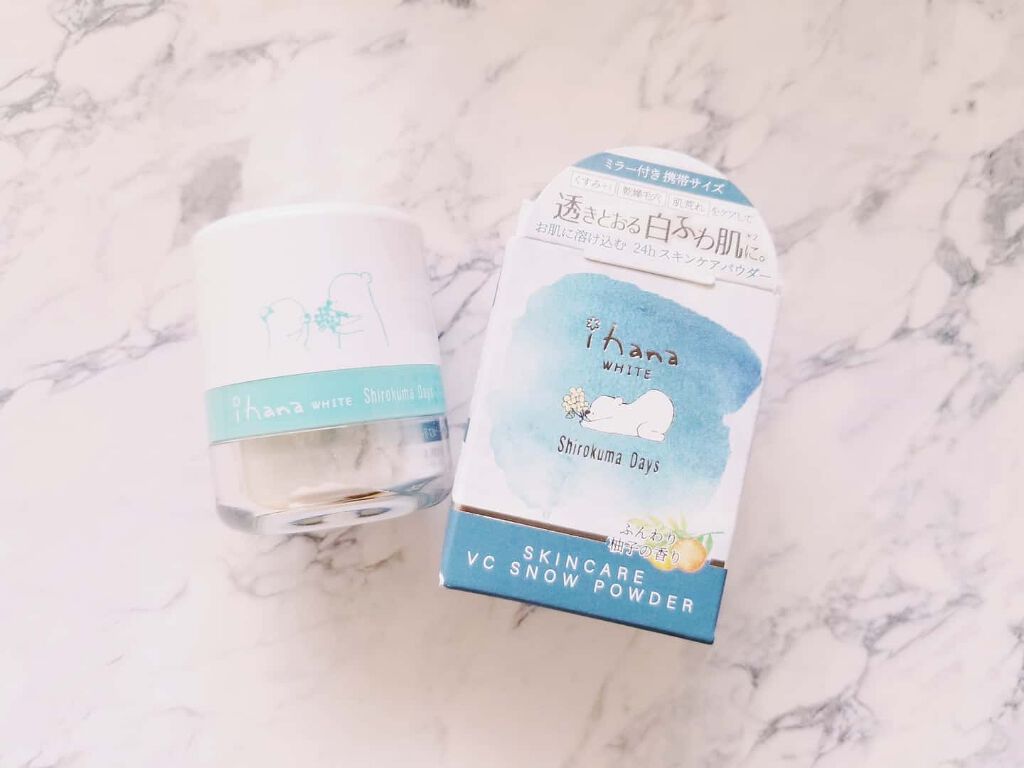 ihana WHITE Shirokuma Days
ミラー付き 携帯サイズ
くすみ 乾燥毛穴 肌荒れ をケアして
透きとおる白ふわ肌に。
お肌に溶け込む 24hスキンケアパウダー
ihana
WHITE
Shirokuma Days
ふんわり
柚子の香り
SKINCARE
VC SNOW POWDER